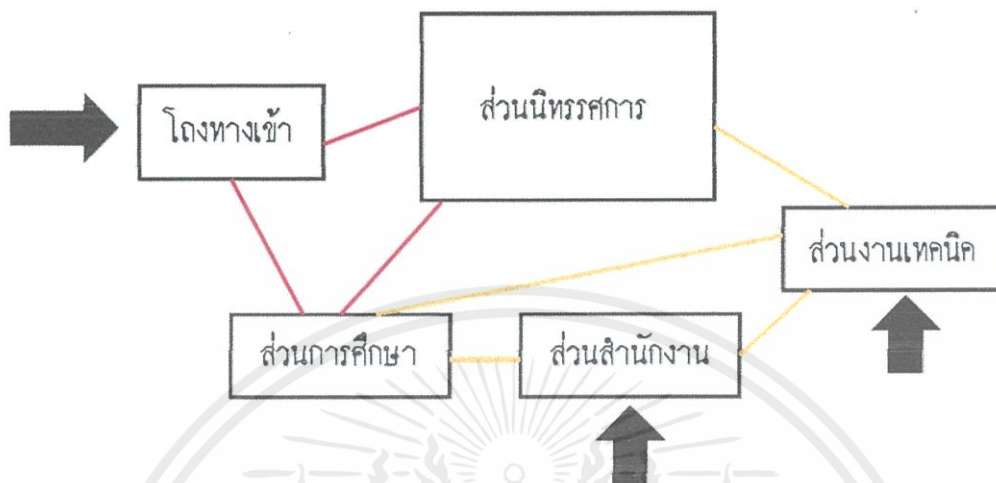 ส่วนนิทรรศการ
โถงทางเข้า
ส่วนงานเทคนิค
ส่วนการศึกษา
ส่วนสำนักงาน